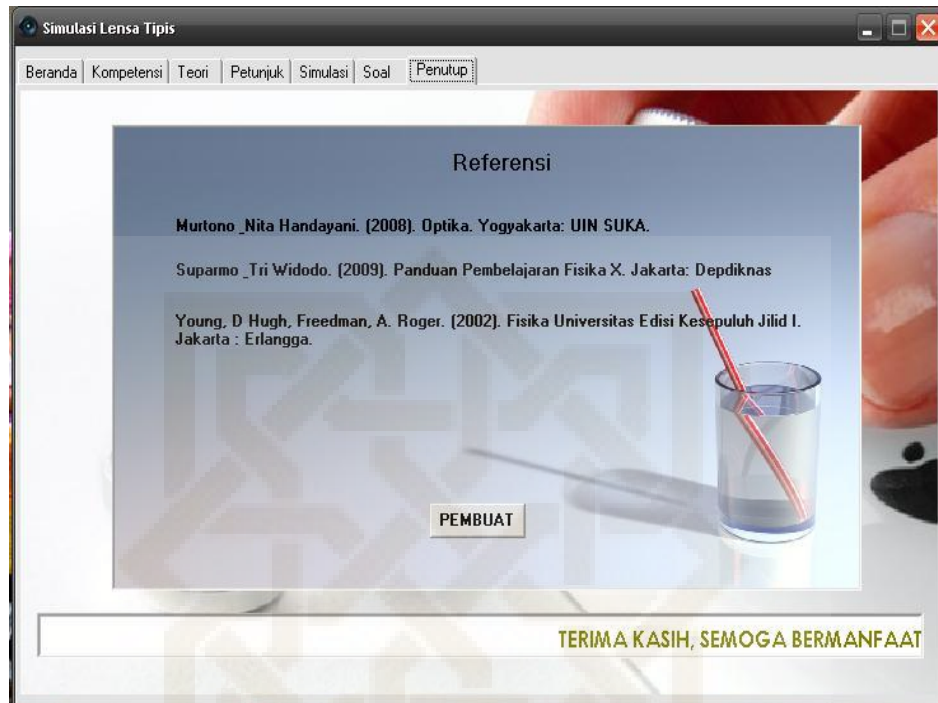 Simulasi Lensa Tipis
Beranda Kompetensi Teori Petunjuk Simulasi Soal Penutup
Referensi
Murtono _Nita Handayani. (2008). Optika. Yogyakarta: UIN SUKA.
Suparmo _Tri Widodo. (2009). Panduan Pembelajaran Fisika X. Jakarta: Depdiknas
Young, D Hugh, Freedman, A. Roger. (2002). Fisika Universitas Edisi Kesepuluh Jilid I.
Jakarta : Erlangga.
PEMBUAT
TERIMA KASIH, SEMOGA BERMANFAAT